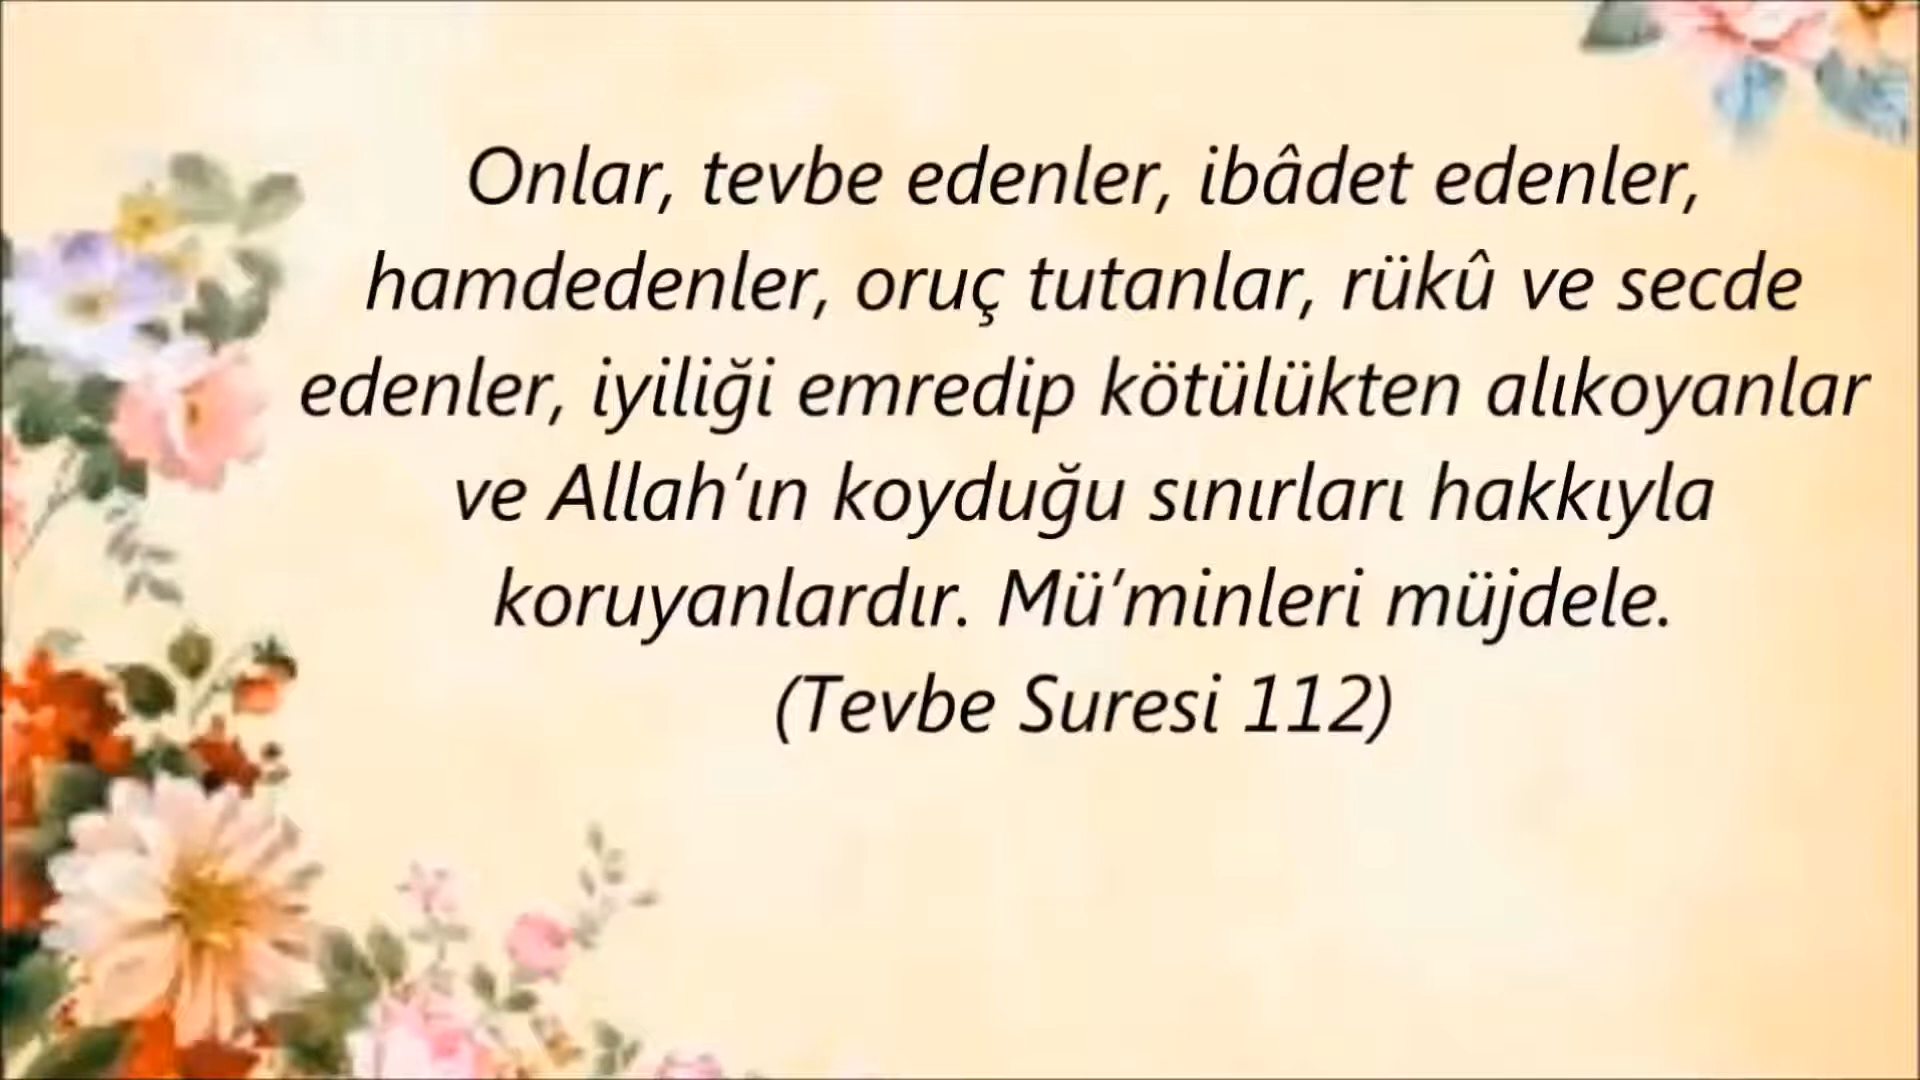 Onlar, tevbe edenler, ibâdet edenler,
hamdedenler, oruç tutanlar, rükû ve secde
edenler, iyiliği emredip kötülükten alıkoyanlar
ve Allah’ın koyduğu sınırları hakkıyla
koruyanlardır. Mü’minleri müjdele.
(Tevbe Suresi 112)